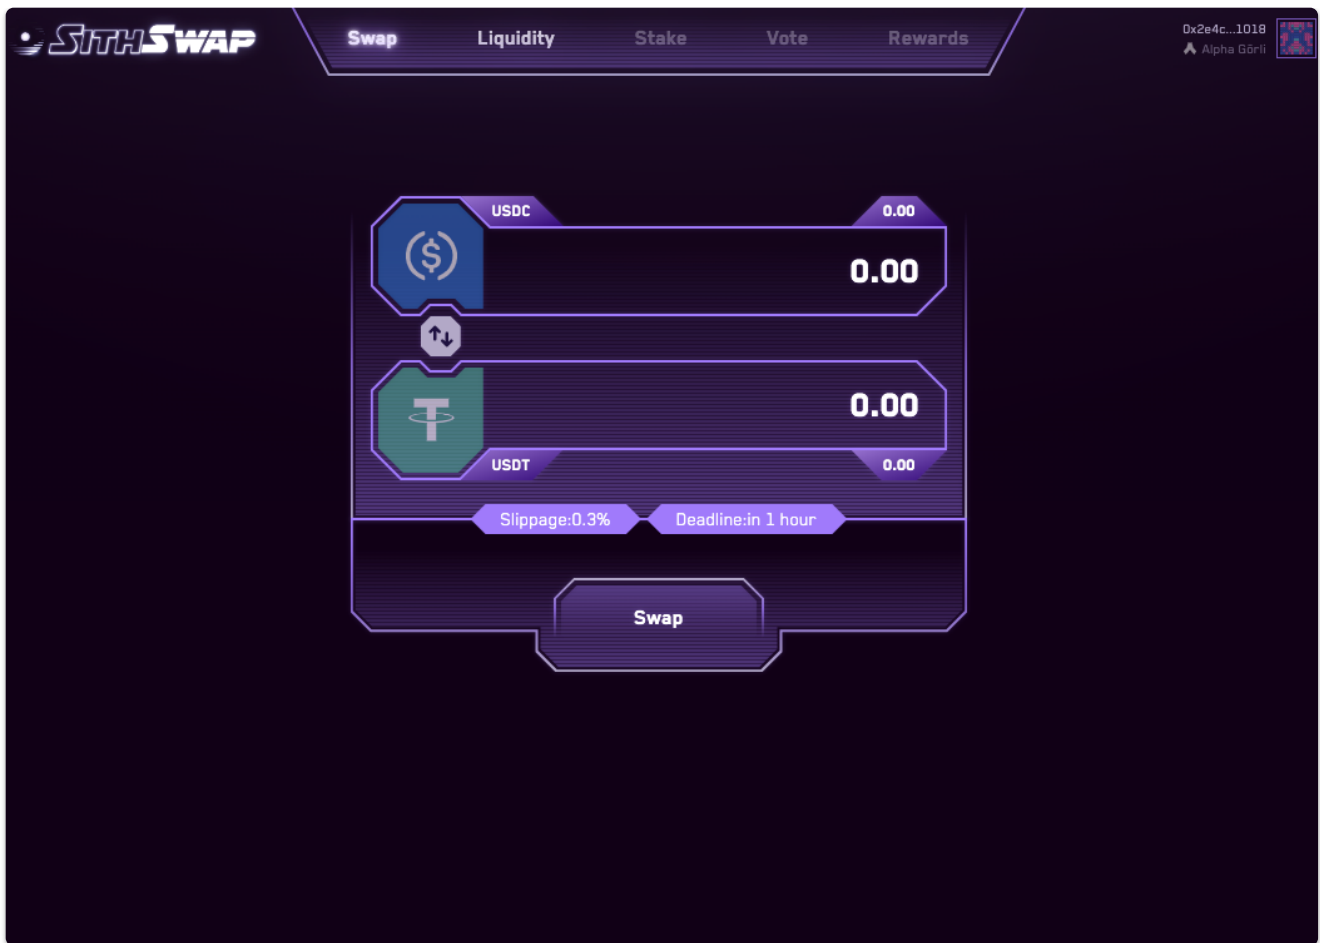 SITHSWAP
Swap Liquidity Stake Vote Rewards
0x2e4c...1018
Alpha Görli
USDC 0.00
0.00
0.00
USDT 0.00
Slippage:0.3% Deadline:in 1 hour
Swap